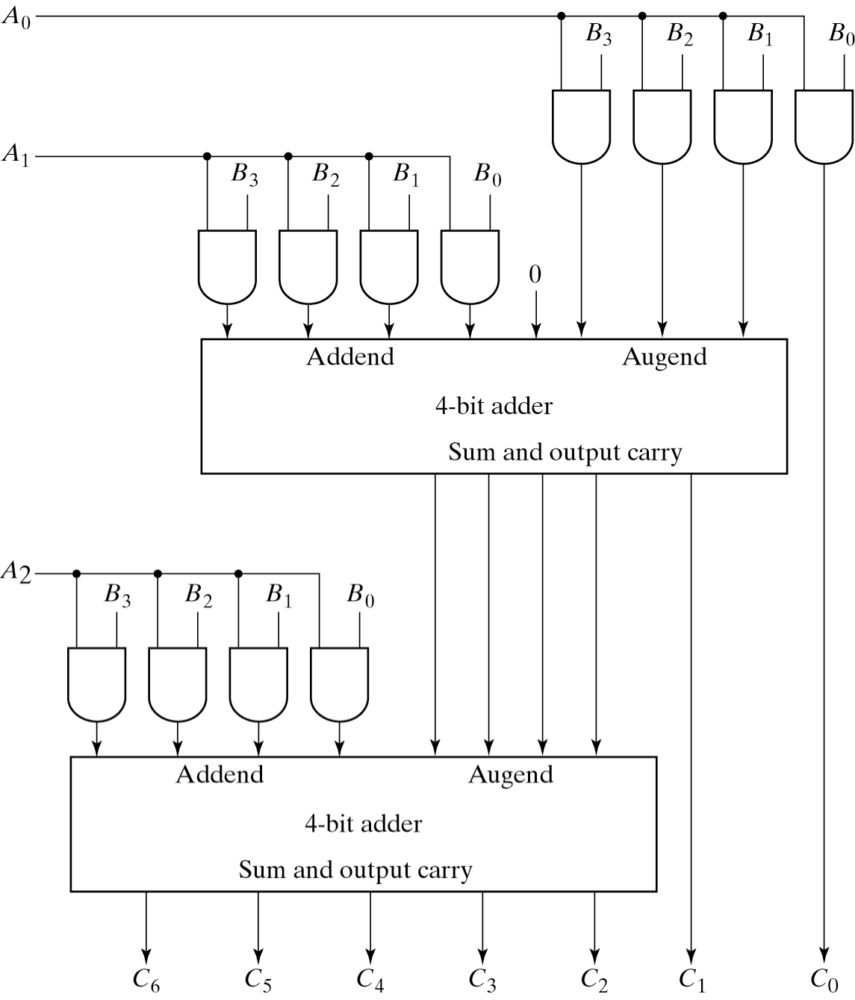 A0
B3 B2 B1 B0
A1
B3 B2 B1 B0
0
Addend Augend
4-bit adder
Sum and output carry
A2
B3 B2 B1 B0
Addend Augend
4-bit adder
Sum and output carry
C6 C5 C4 C3 C2 C1 C0